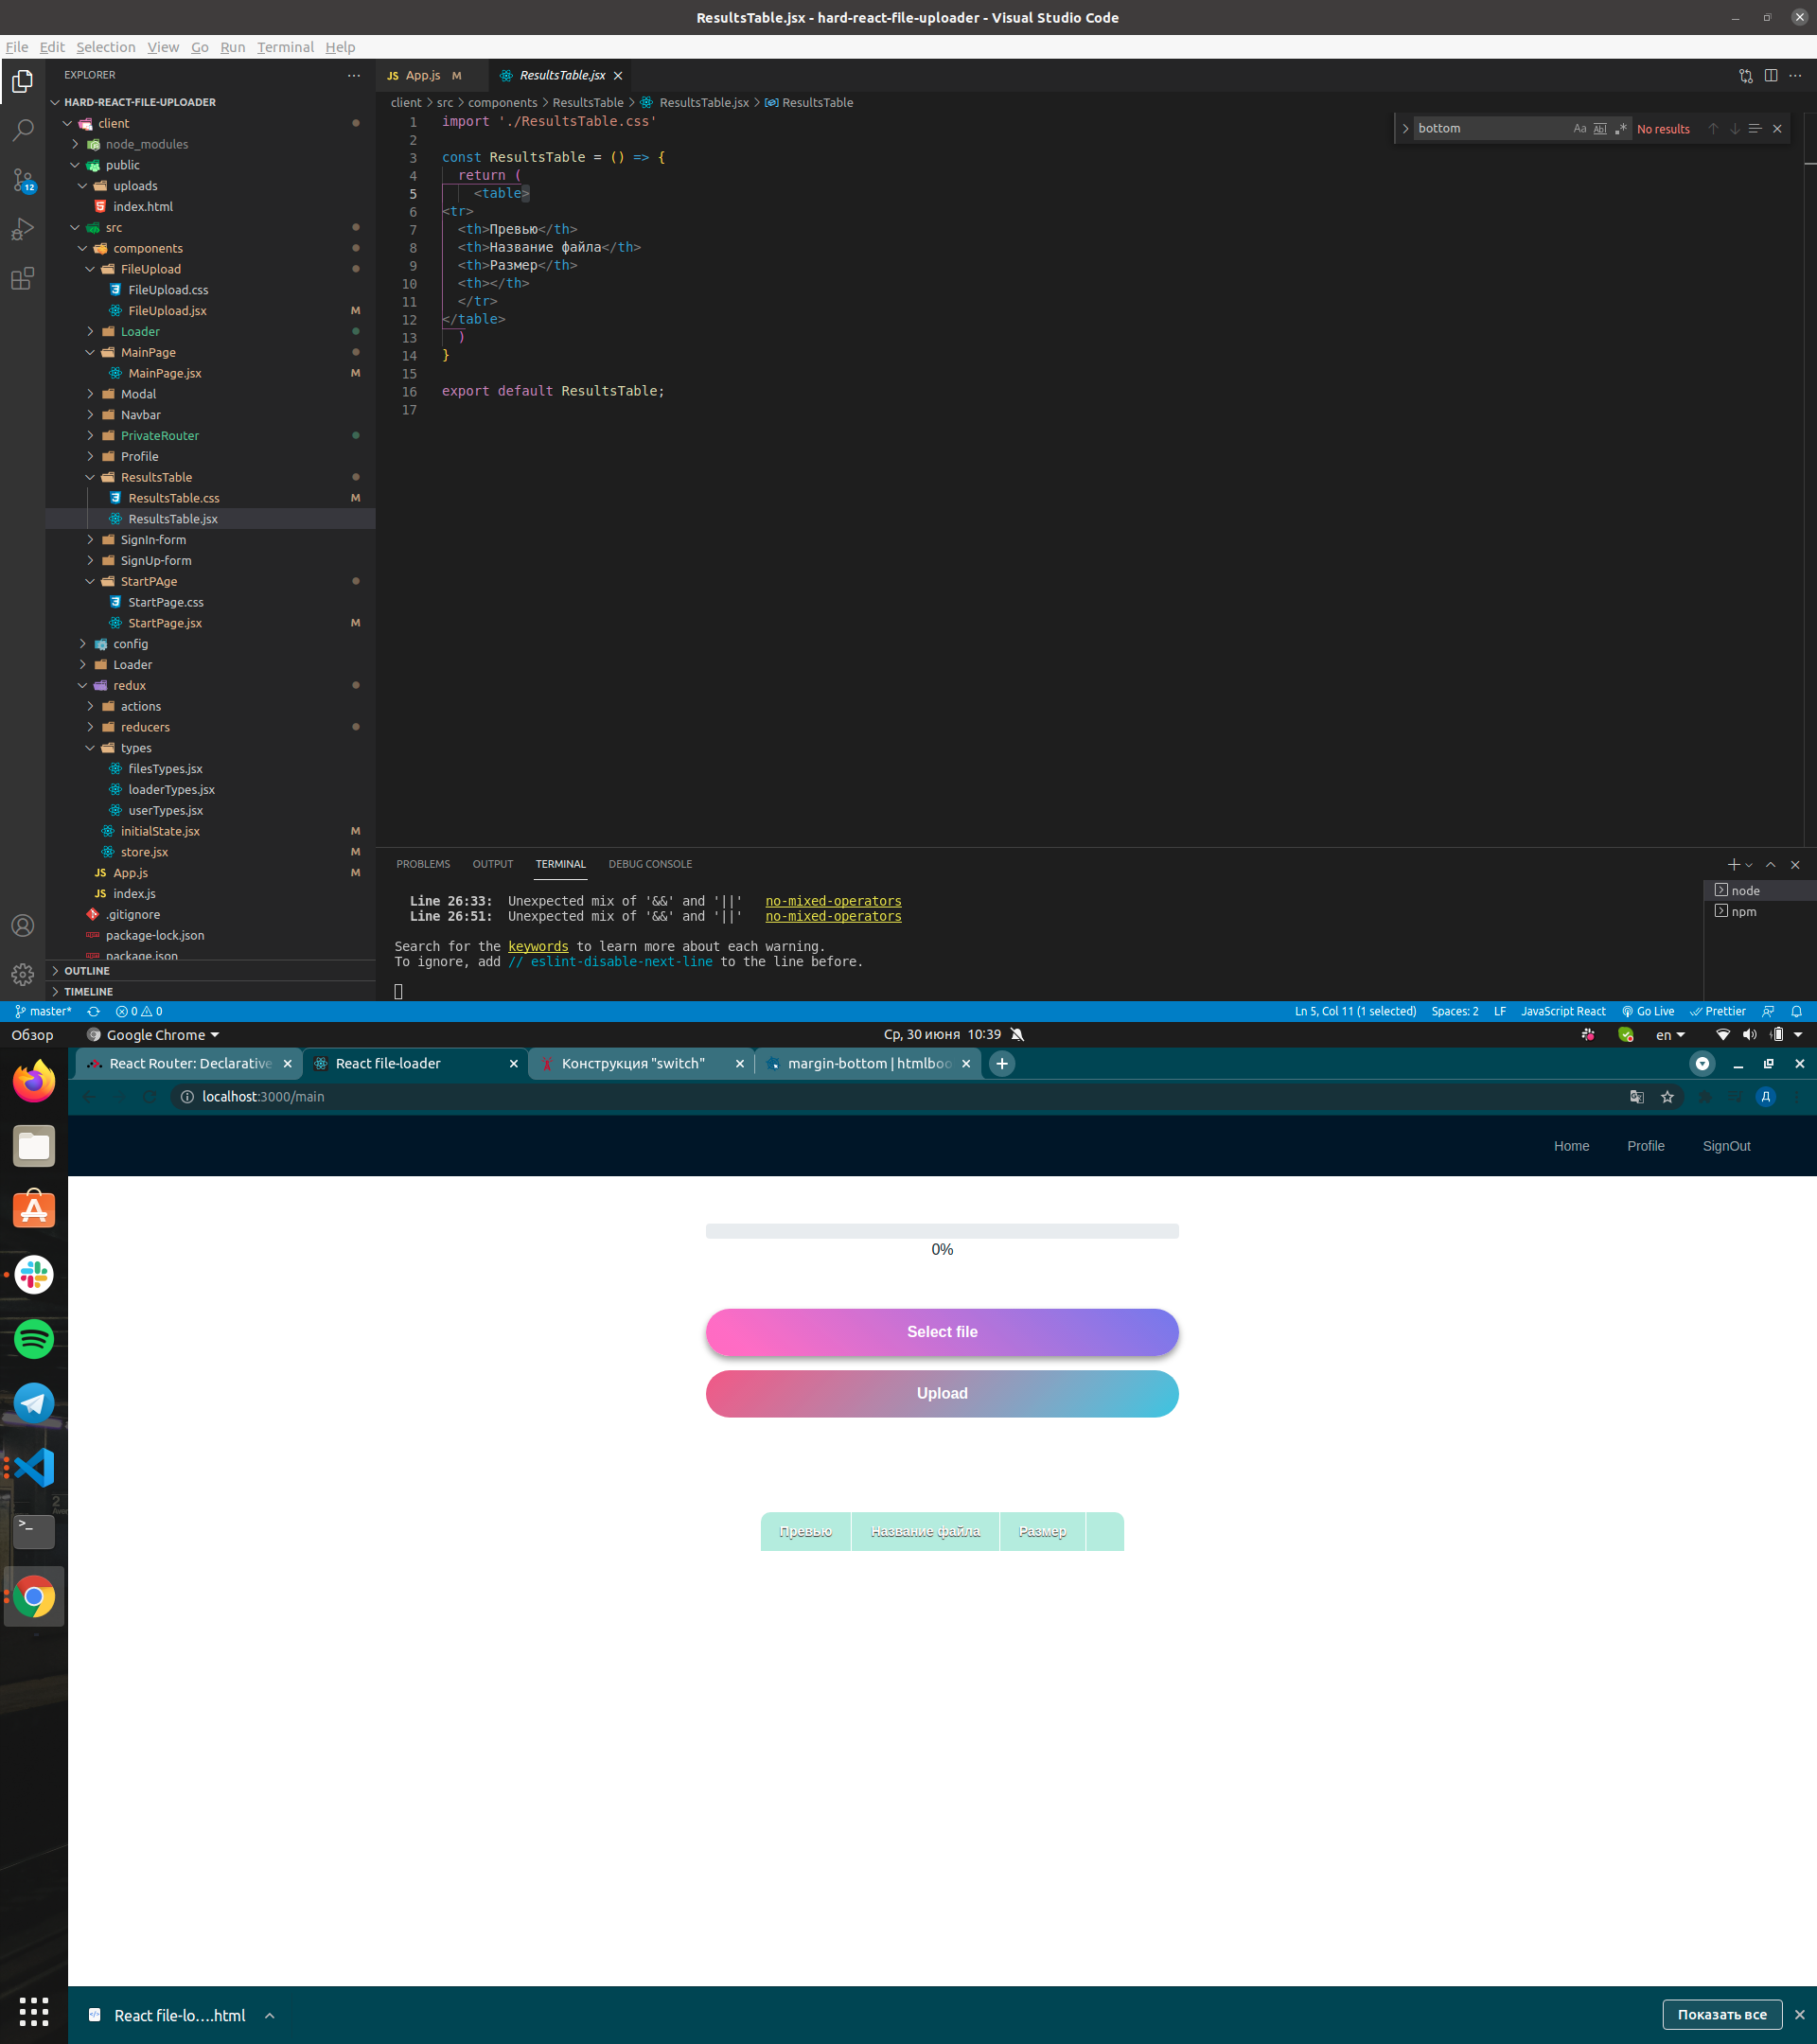 ResultsTable.jsx - hard-react-file-uploader - Visual Studio Code
File Edit Selection View Go Run Terminal Help
EXPLORER
HARD-REACT-FILE-UPLOADER
client
node_modules
public
uploads
index.html
src
components
FileUpload
FileUpload.css
FileUpload.jsx M
Loader
MainPage
MainPage.jsx M
Modal
Navbar
PrivateRouter
Profile
ResultsTable
ResultsTable.css M
ResultsTable.jsx
SignIn-form
SignUp-form
StartPAge
StartPage.css
StartPage.jsx M
config
Loader
redux
actions
reducers
types
filesTypes.jsx
loaderTypes.jsx
userTypes.jsx
initialState.jsx M
store.jsx M
App.js M
index.js
.gitignore
package-lock.json
package.json
OUTLINE
TIMELINE
12
JS App.js M ResultsTable.jsx
client > src > components > ResultsTable > ResultsTable.jsx > ResultsTable
bottom Aa Abl .* No results
1 import './ResultsTable.css'
2
3 const ResultsTable = () => {
4 return (
5 <table>
6 <tr>
7 <th>Превью</th>
8 <th>Название файла</th>
9 <th>Размер</th>
10 <th></th>
11 </tr>
12 </table>
13 )
14 }
15
16 export default ResultsTable;
17
PROBLEMS OUTPUT TERMINAL DEBUG CONSOLE
Line 26:33: Unexpected mix of '&&' and '||' no-mixed-operators
Line 26:51: Unexpected mix of '&&' and '||' no-mixed-operators
Search for the keywords to learn more about each warning.
To ignore, add // eslint-disable-next-line to the line before.
node
npm
master* 0 0 Ln 5, Col 11 (1 selected) Spaces: 2 LF JavaScript React Go Live Prettier
Обзор Google Chrome Ср, 30 июня 10:39 en
React Router: Declarative React file-loader Конструкция "switch" margin-bottom | htmlboo
localhost:3000/main Д
Home Profile SignOut
0%
Select file
Upload
Превью Название файла Размер
React file-lo....html Показать все